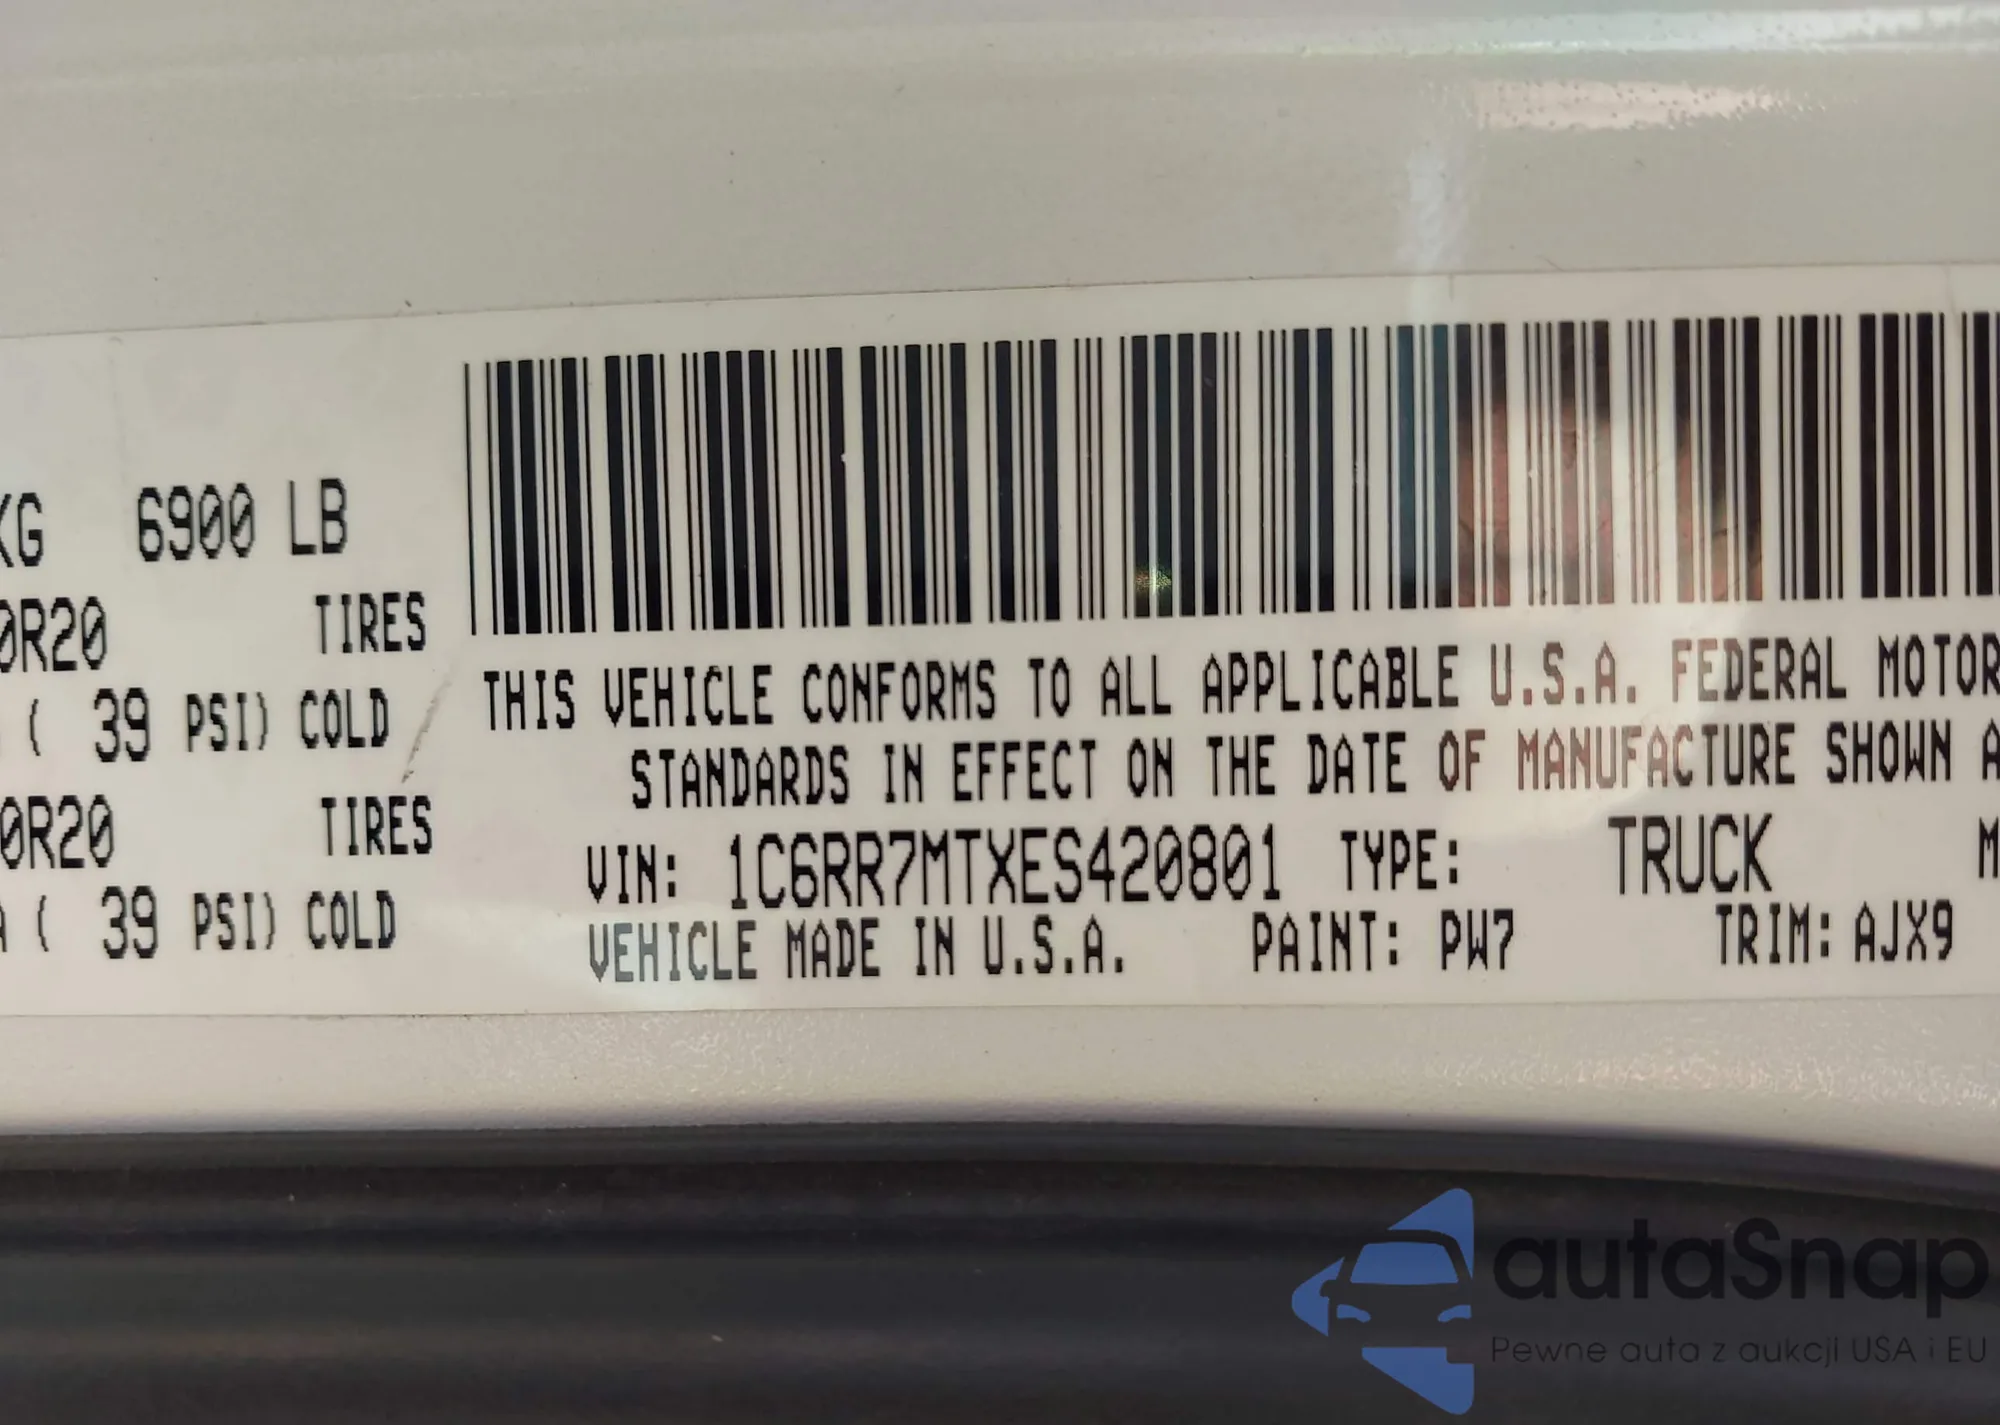 KG 6900 LB
0R20 TIRES
( 39 PSI) COLD
0R20 TIRES
A ( 39 PSI) COLD
THIS VEHICLE CONFORMS TO ALL APPLICABLE U.S.A. FEDERAL MOTOR
STANDARDS IN EFFECT ON THE DATE OF MANUFACTURE SHOWN A
VIN: 1C6RR7MTXES420801 TYPE: TRUCK M
VEHICLE MADE IN U.S.A. PAINT: PW7 TRIM: AJX9
autaSnap
Pewne auta z aukcji USA i EU